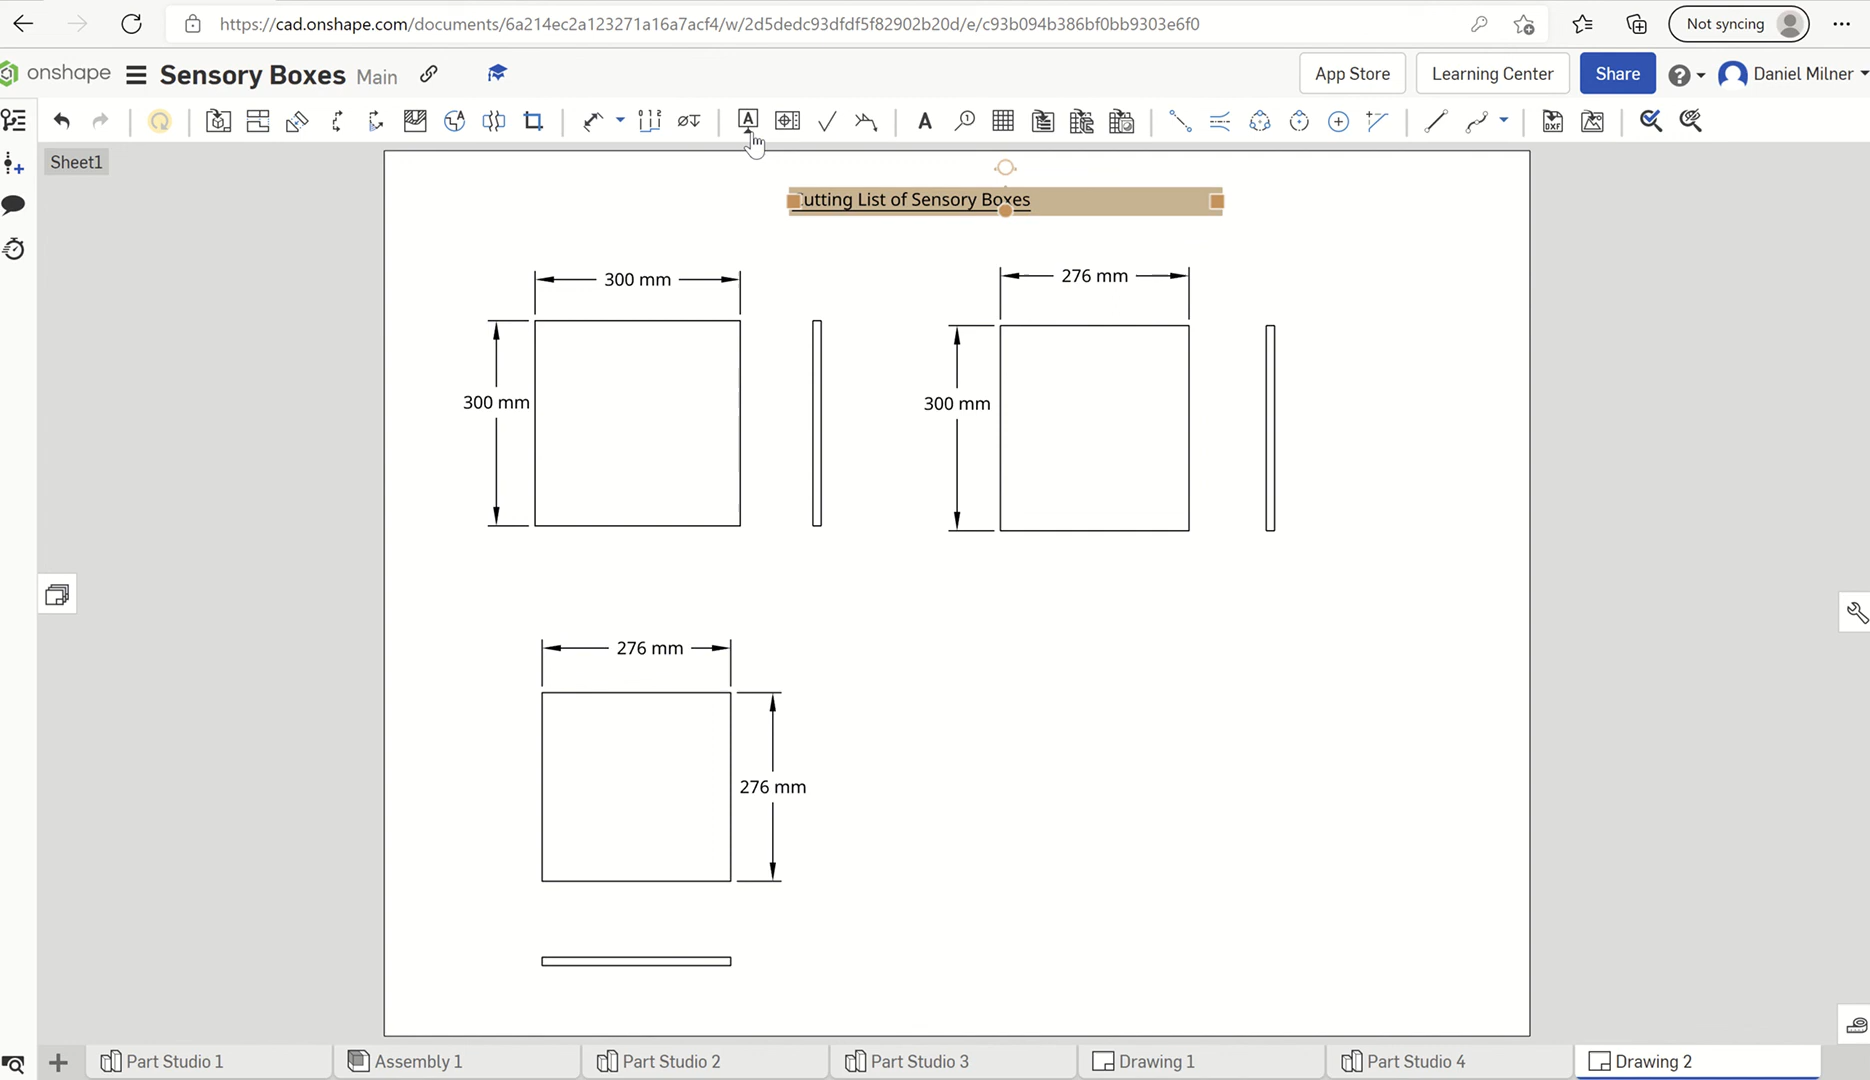 https://cad.onshape.com/documents/6a214ec2a123271a16a7acf4/w/2d5dedc93dfdf5f82902b20d/e/c93b094b386bf0bb9303e6f0
Not syncing
onshape
Sensory Boxes Main
App Store
Learning Center
Share
Daniel Milner
Sheet1
Cutting List of Sensory Boxes
300 mm
276 mm
300 mm
300 mm
276 mm
276 mm
Part Studio 1
Assembly 1
Part Studio 2
Part Studio 3
Drawing 1
Part Studio 4
Drawing 2